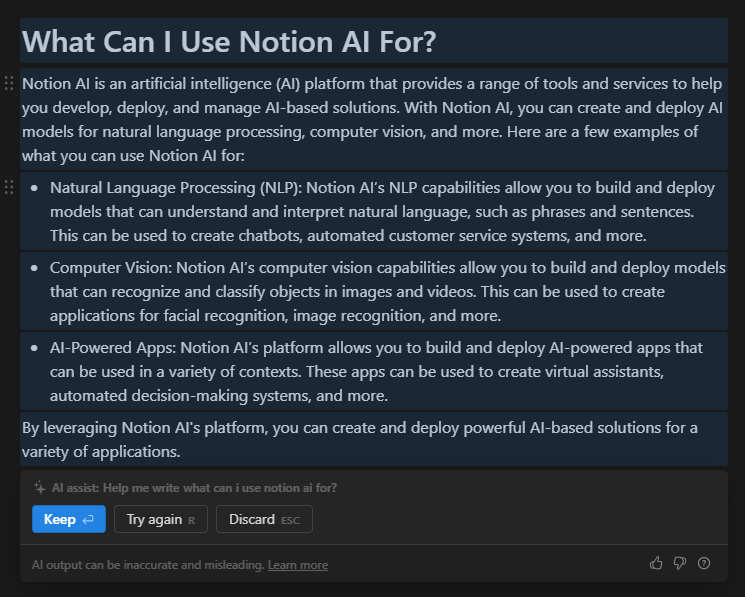 What Can I Use Notion AI For?
Notion AI is an artificial intelligence (AI) platform that provides a range of tools and services to help
you develop, deploy, and manage AI-based solutions. With Notion AI, you can create and deploy AI
models for natural language processing, computer vision, and more. Here are a few examples of
what you can use Notion AI for:
• Natural Language Processing (NLP): Notion AI's NLP capabilities allow you to build and deploy
models that can understand and interpret natural language, such as phrases and sentences.
This can be used to create chatbots, automated customer service systems, and more.
• Computer Vision: Notion AI's computer vision capabilities allow you to build and deploy models
that can recognize and classify objects in images and videos. This can be used to create
applications for facial recognition, image recognition, and more.
• AI-Powered Apps: Notion AI's platform allows you to build and deploy AI-powered apps that
can be used in a variety of contexts. These apps can be used to create virtual assistants,
automated decision-making systems, and more.
By leveraging Notion AI's platform, you can create and deploy powerful AI-based solutions for a
variety of applications.
AI assist: Help me write what can i use notion ai for?
Keep Try again R Discard ESC
AI output can be inaccurate and misleading. Learn more